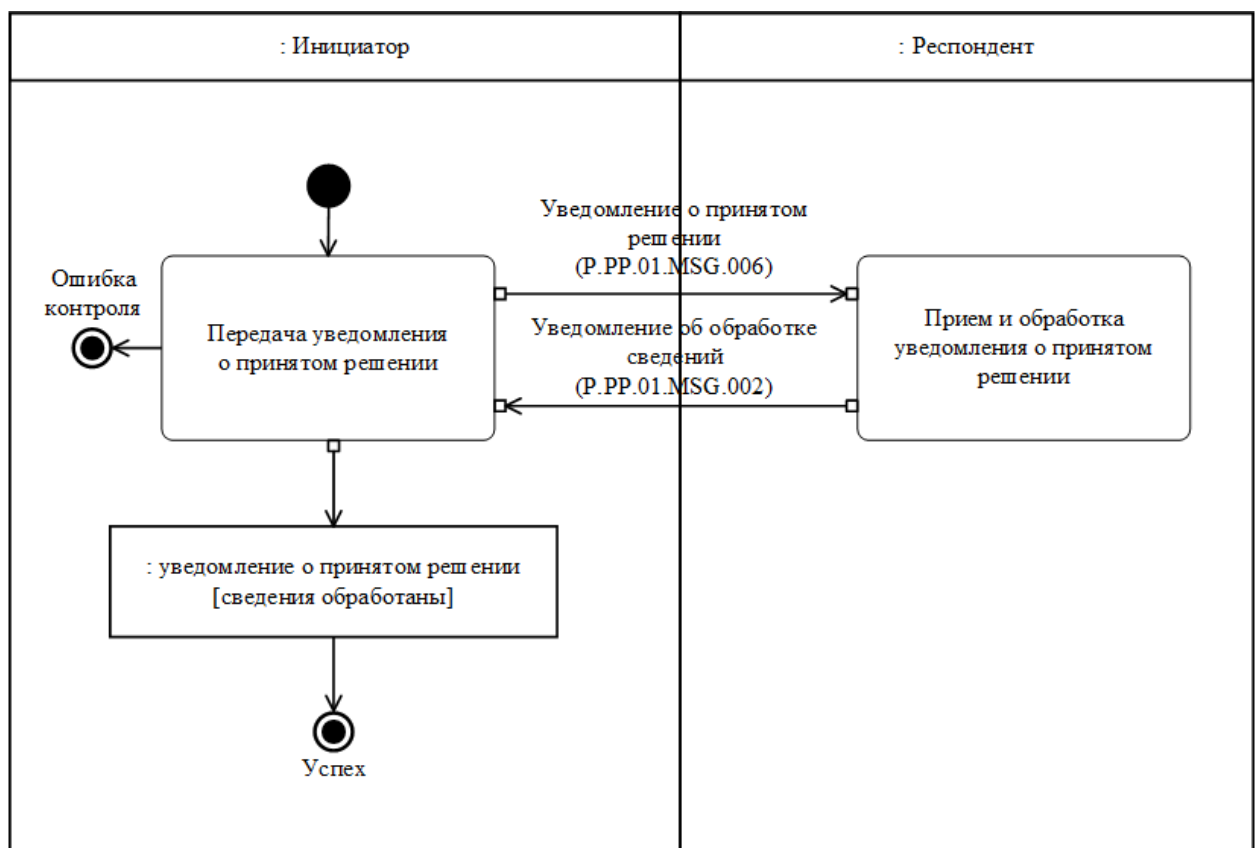 : Инициатор
: Респондент
Уведомление о принятом
решении
(P.PP.01.MSG.006)
Ошибка
контроля
Передача уведомления
о принятом решении
Уведомление об обработке
сведений
(P.PP.01.MSG.002)
Прием и обработка
уведомления о принятом
решении
: уведомление о принятом решении
[сведения обработаны]
Успех